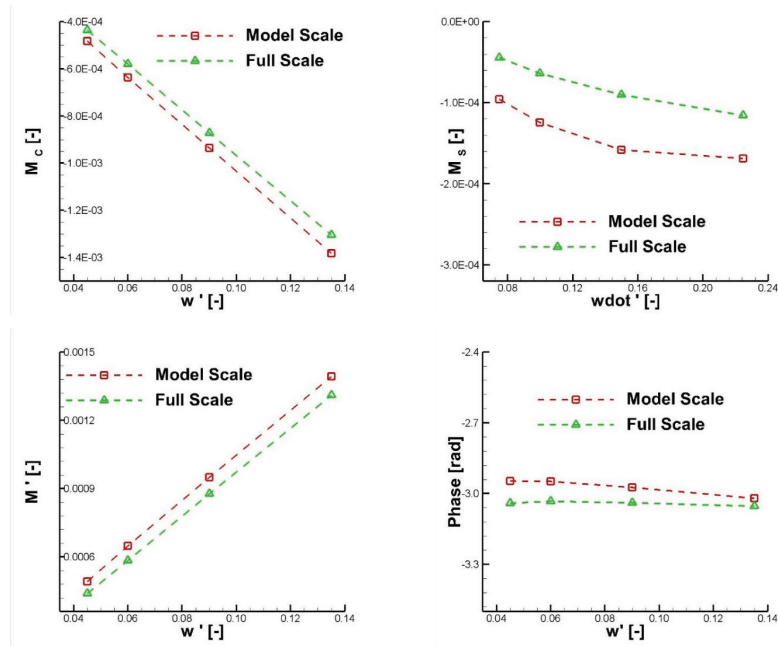 -4.0E-04
-6.0E-04
-8.0E-04
-1.0E-03
-1.2E-03
-1.4E-03
M C [-]
Model Scale
Full Scale
0.04 0.06 0.08 0.10 0.12 0.14
w ' [-]
0.0E+00
-1.0E-04
-2.0E-04
-3.0E-04
M S [-]
Model Scale
Full Scale
0.08 0.12 0.16 0.20 0.24
wdot ' [-]
0.0015
0.0012
0.0009
0.0006
M ' [-]
Model Scale
Full Scale
0.04 0.06 0.08 0.10 0.12 0.14
w ' [-]
-2.4
-2.7
-3.0
-3.3
Phase [rad]
Model Scale
Full Scale
0.04 0.06 0.08 0.10 0.12 0.14
w' [-]